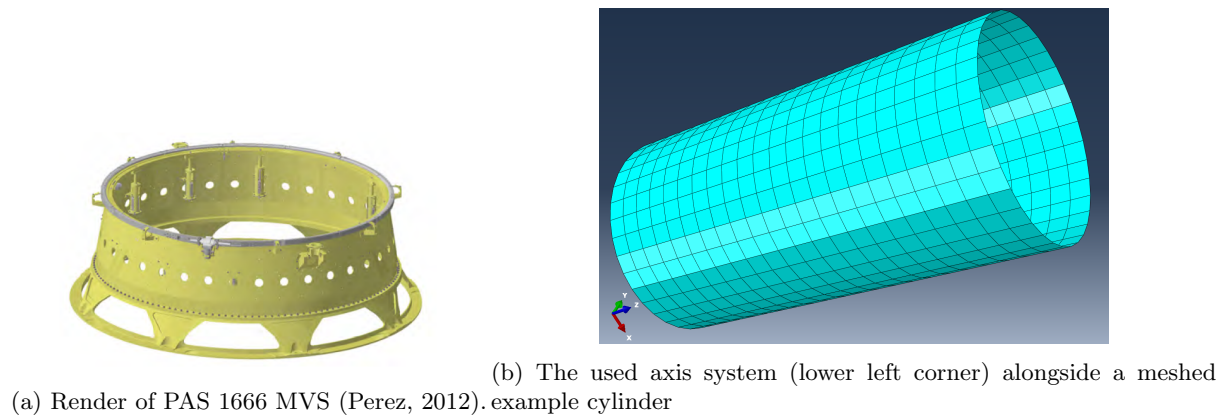 Y
Z
X
(b) The used axis system (lower left corner) alongside a meshed
(a) Render of PAS 1666 MVS (Perez, 2012). example cylinder